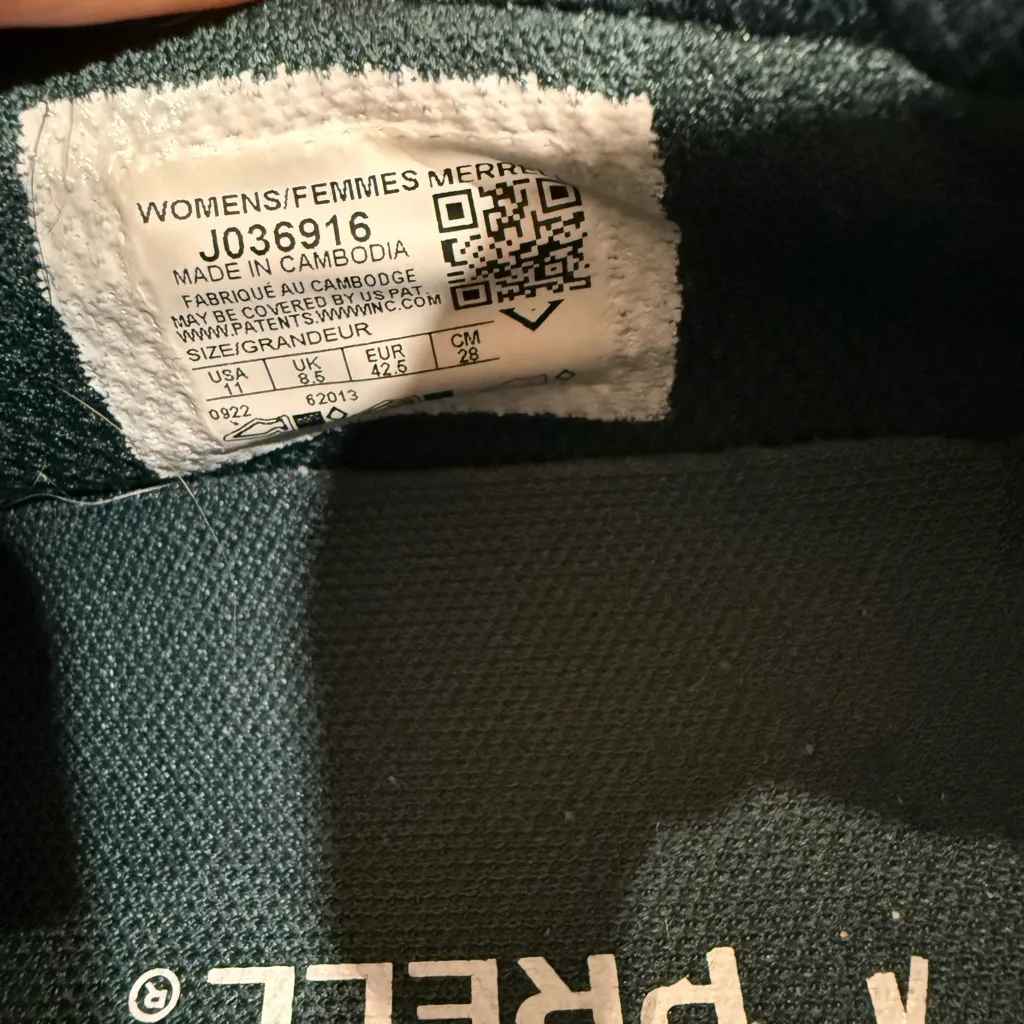 WOMENS/FEMMES
J036916
MADE IN CAMBODIA
FABRIQUÉ AU CAMBODGE
MAY BE COVERED BY US PAT.
WWW.PATENTS.WWWINC.COM
SIZE/GRANDEUR
USA UK EUR CM
11 8.5 42.5 28
0922 62013
®